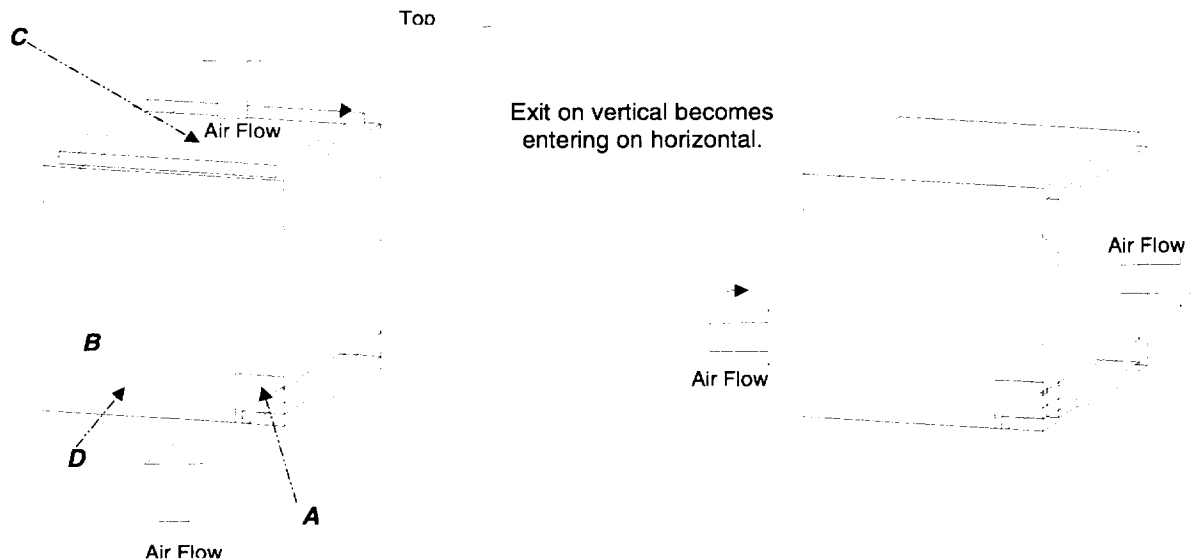 Top
C
Air Flow
Exit on vertical becomes
entering on horizontal.
Air Flow
B
Air Flow
D
A
Air Flow